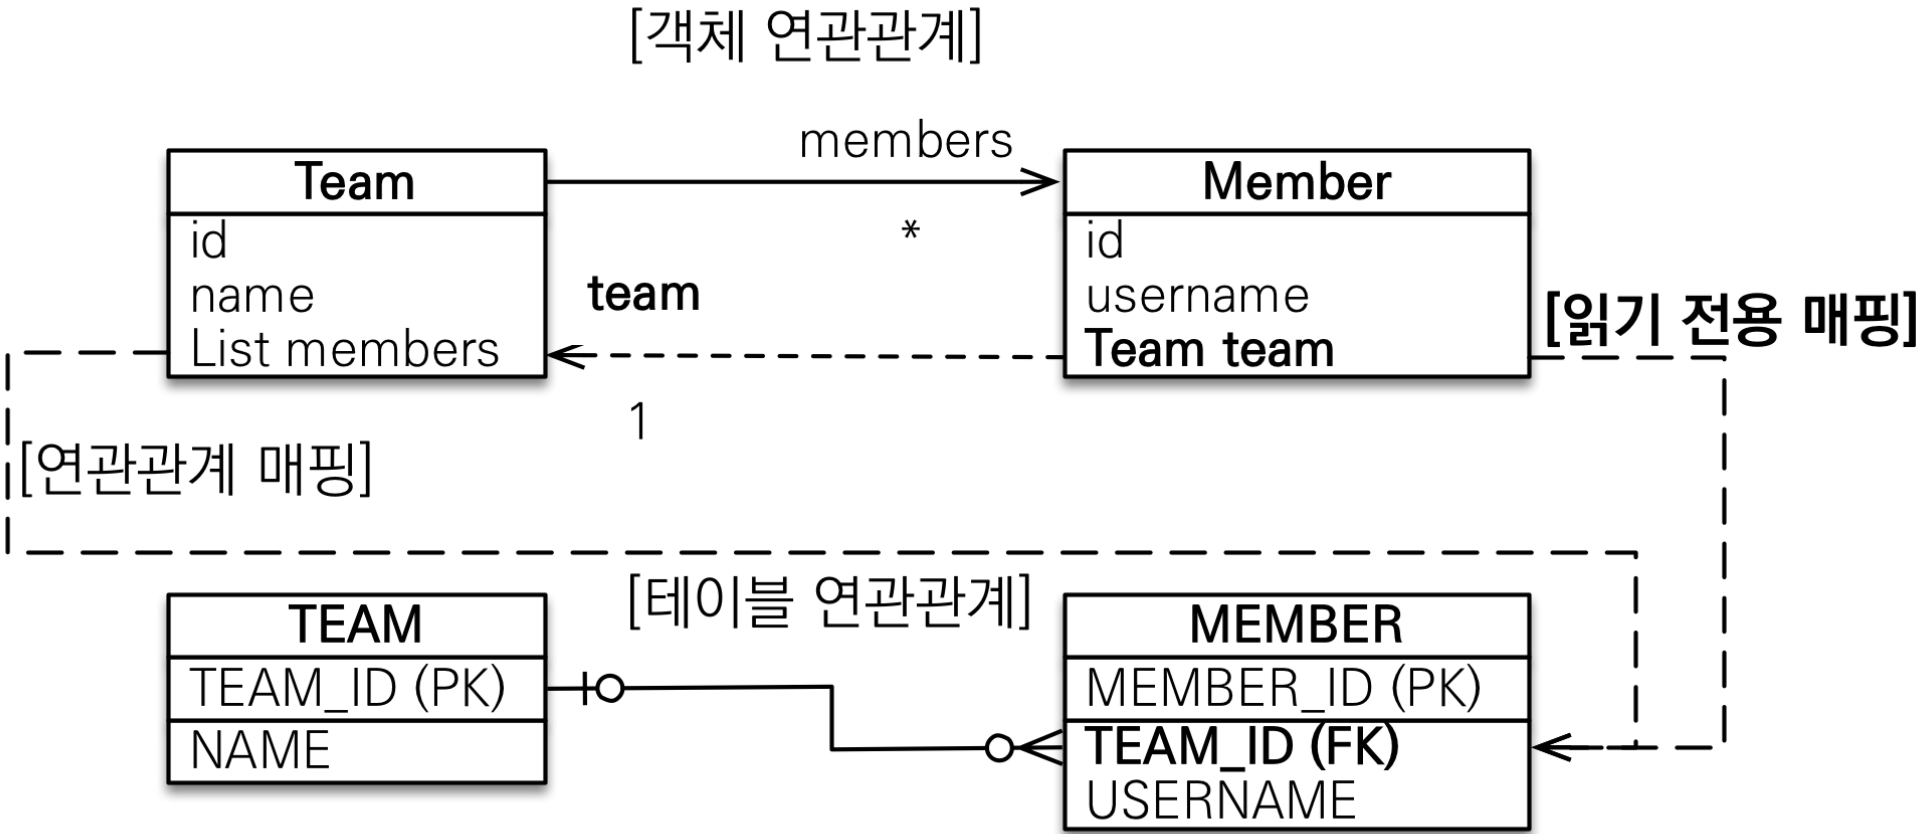 [객체 연관관계]
members
Team
Member
*
id
name
List members
team
1
id
username
Team team
[읽기 전용 매핑]
[연관관계 매핑]
[테이블 연관관계]
TEAM
TEAM_ID (PK)
NAME
MEMBER
MEMBER_ID (PK)
TEAM_ID (FK)
USERNAME